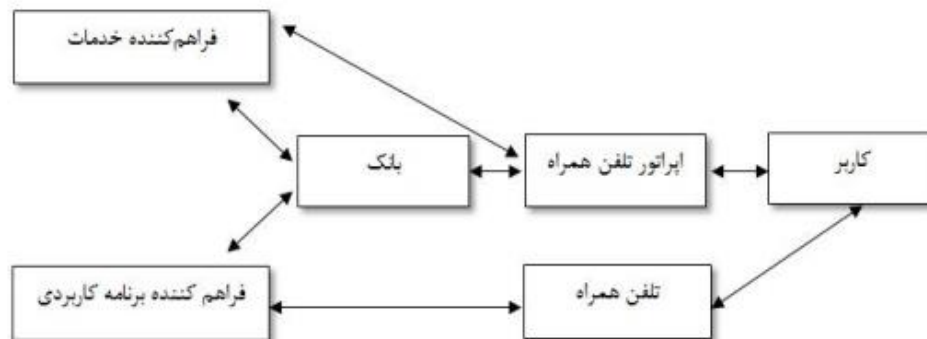 فراهم‌کننده خدمات
کاربر
اپراتور تلفن همراه
بانک
تلفن همراه
فراهم کننده برنامه کاربردی